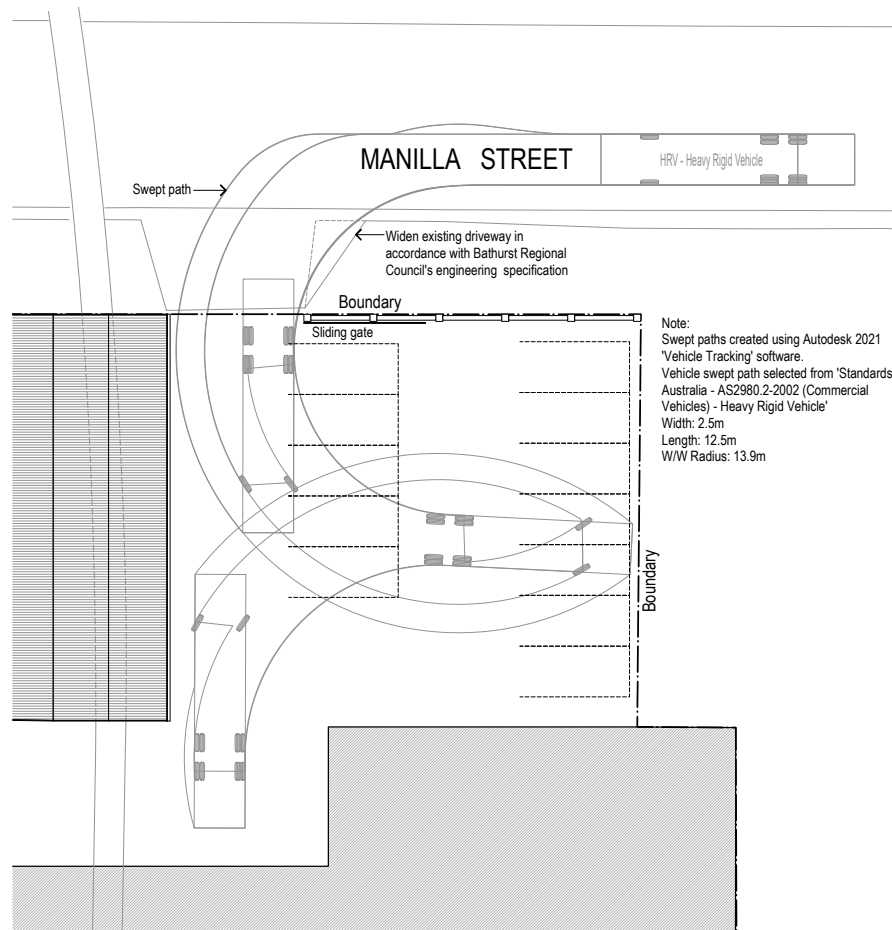 MANILLA STREET
HRV - Heavy Rigid Vehicle
Swept path
Widen existing driveway in
accordance with Bathurst Regional
Council's engineering specification
Boundary
Sliding gate
Note:
Swept paths created using Autodesk 2021
'Vehicle Tracking' software.
Vehicle swept path selected from 'Standards
Australia - AS2980.2-2002 (Commercial
Vehicles) - Heavy Rigid Vehicle'
Width: 2.5m
Length: 12.5m
W/W Radius: 13.9m
Boundary